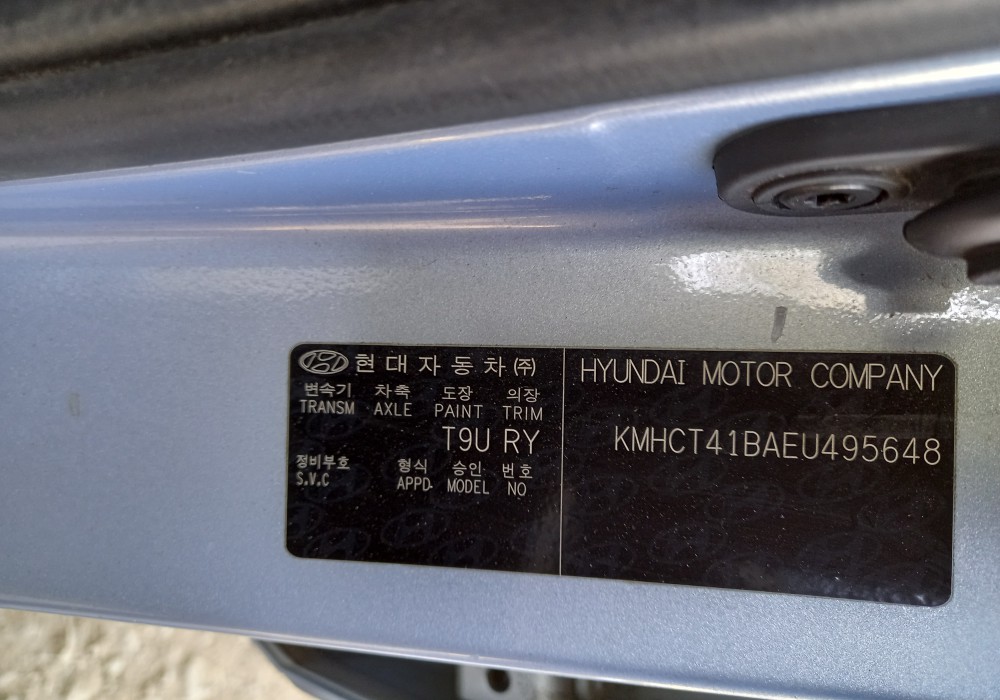 현대자동차(주)
변속기 차축 도장 의장
TRANSM AXLE PAINT TRIM
T9U RY
정비부호 형식 승인 번호
S.V.C APPD. MODEL NO
HYUNDAI MOTOR COMPANY
KMHCT41BAEU495648